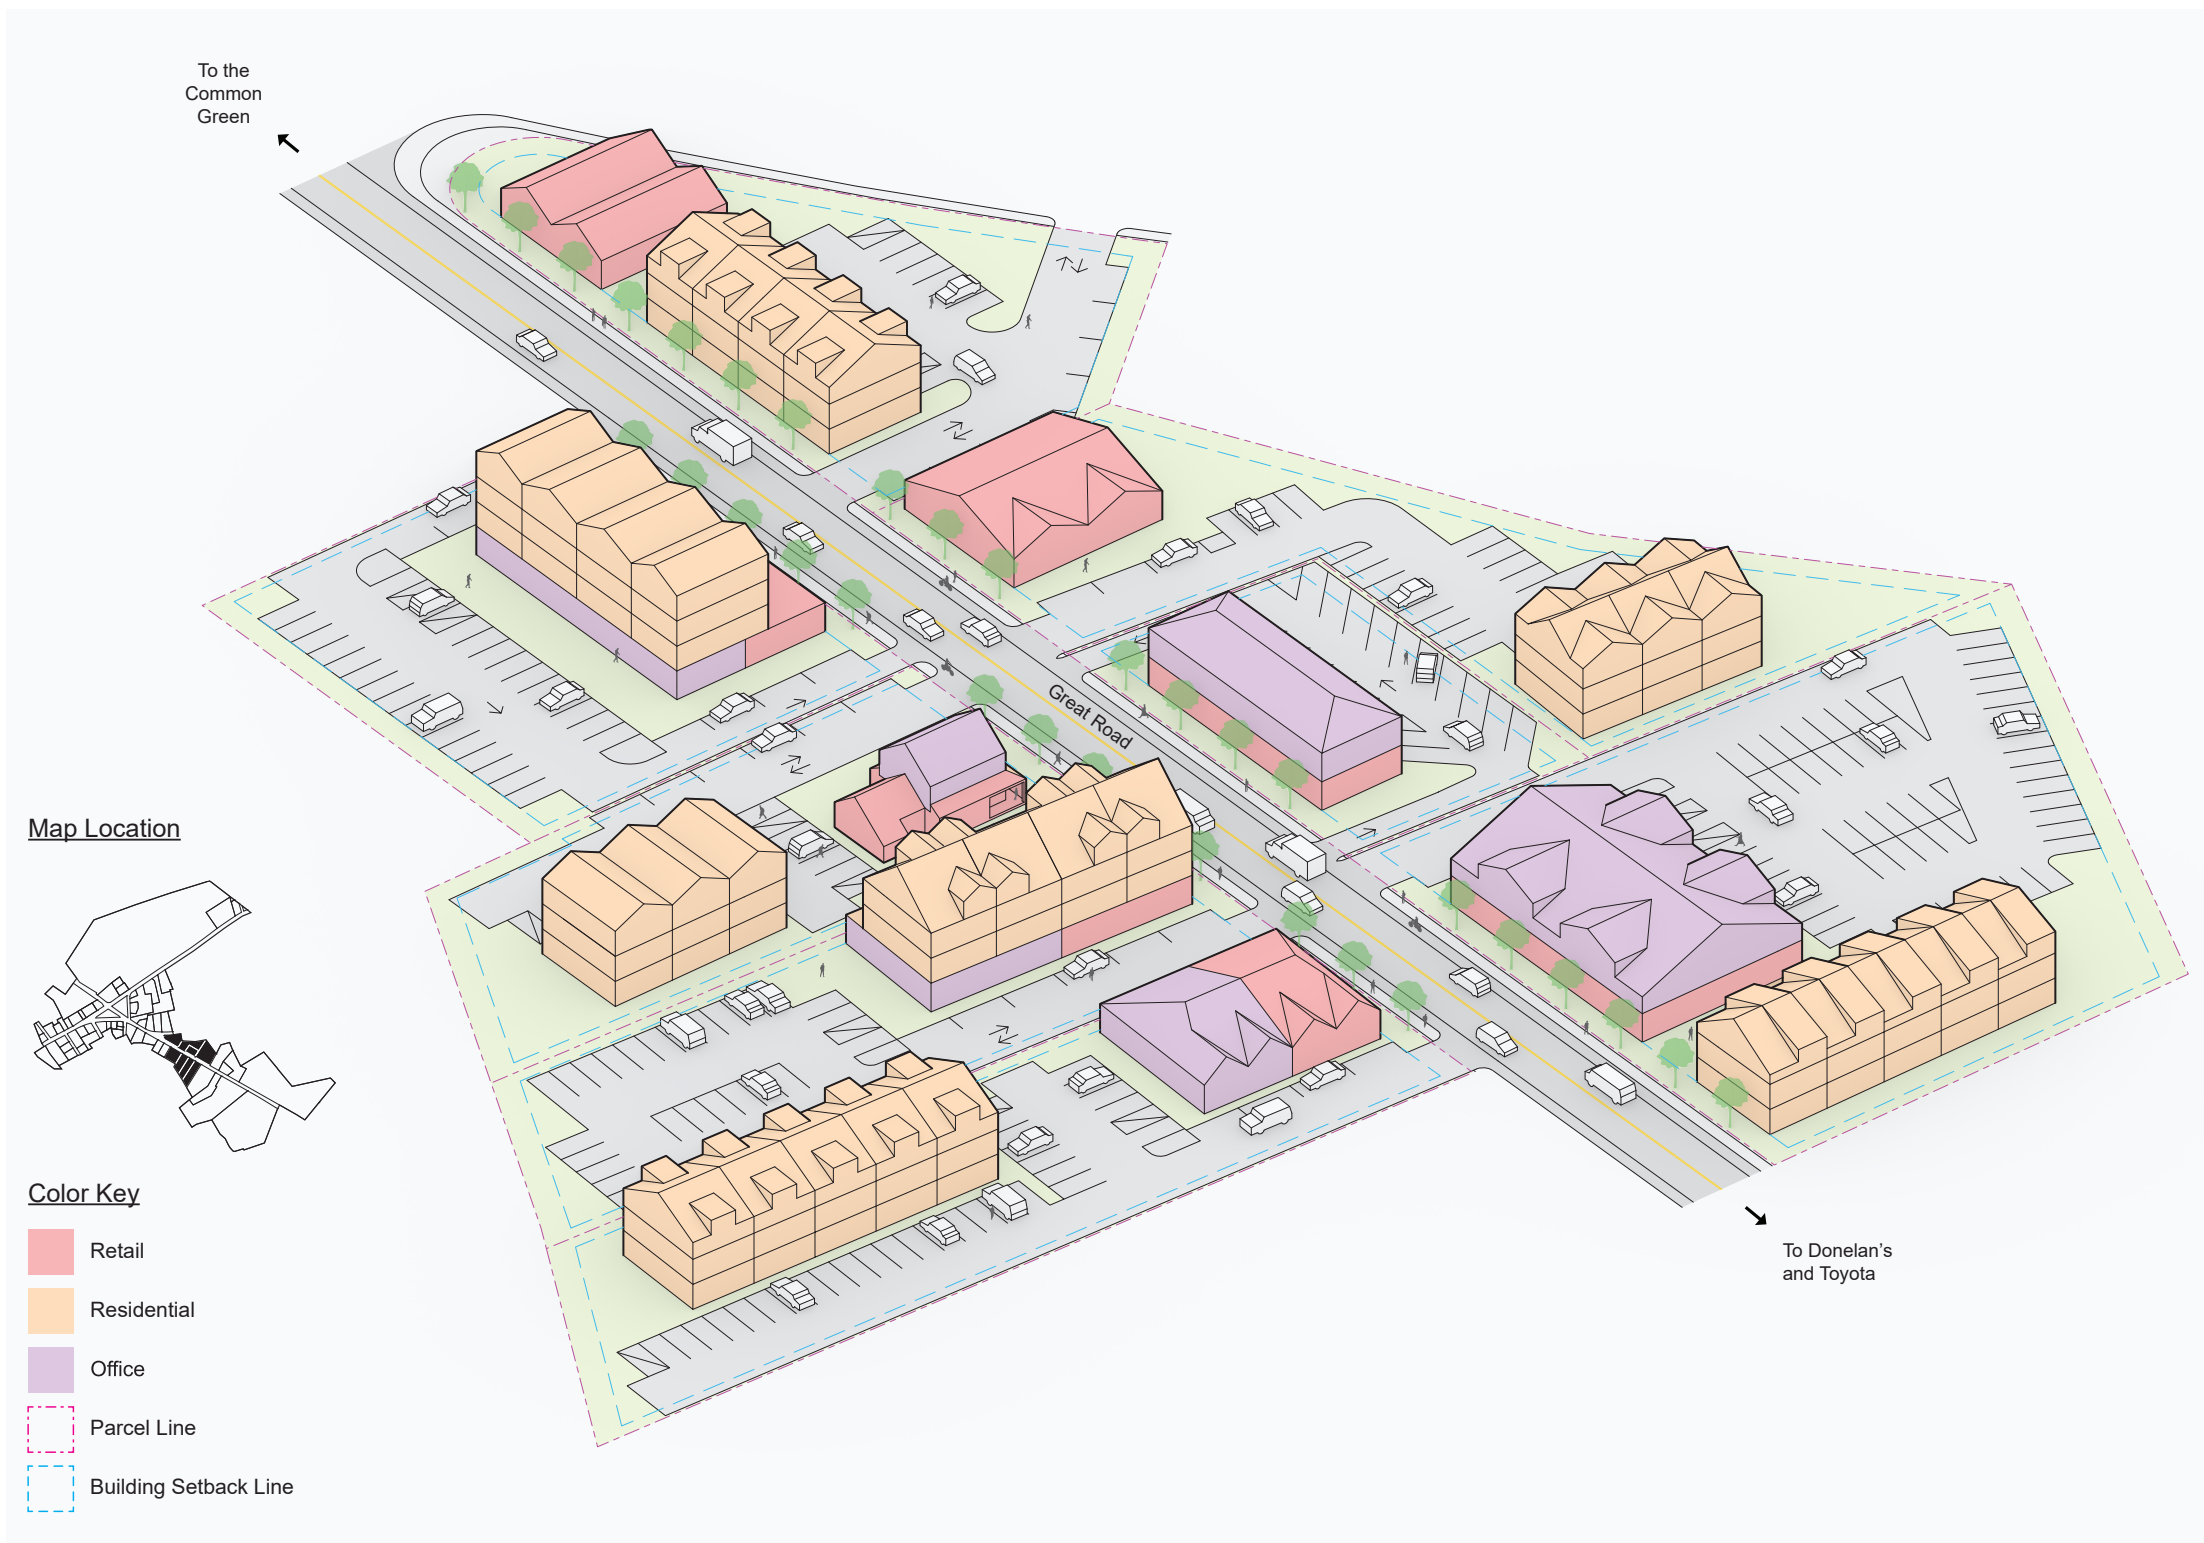 To the
Common
Green
Great Road
Map Location
Color Key
Retail
Residential
Office
Parcel Line
Building Setback Line
To Donelan’s
and Toyota